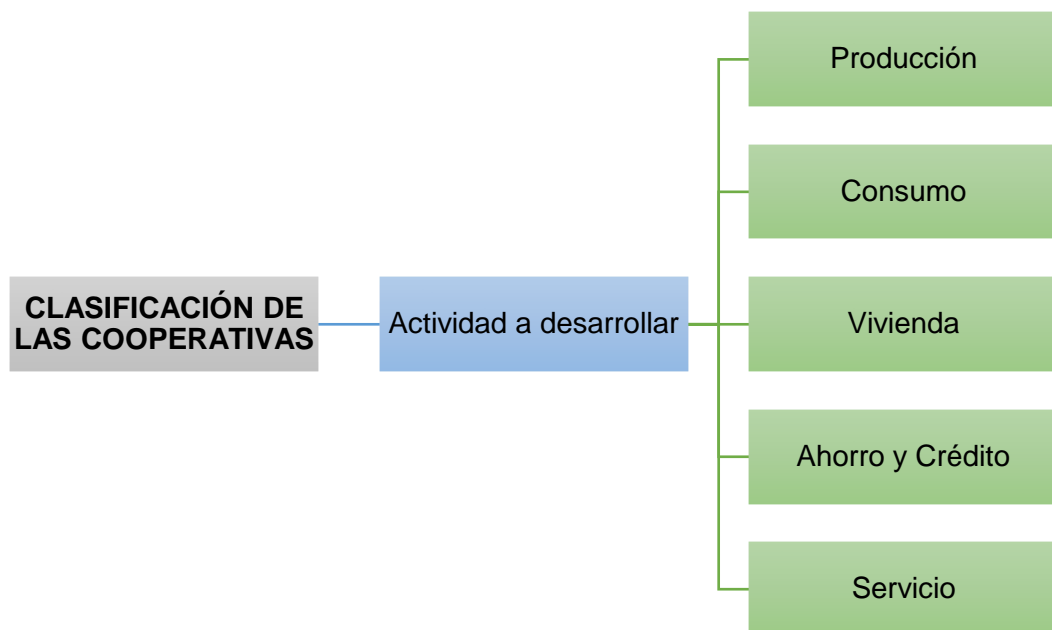 CLASIFICACIÓN DE
LAS COOPERATIVAS
Actividad a desarrollar
Producción
Consumo
Vivienda
Ahorro y Crédito
Servicio